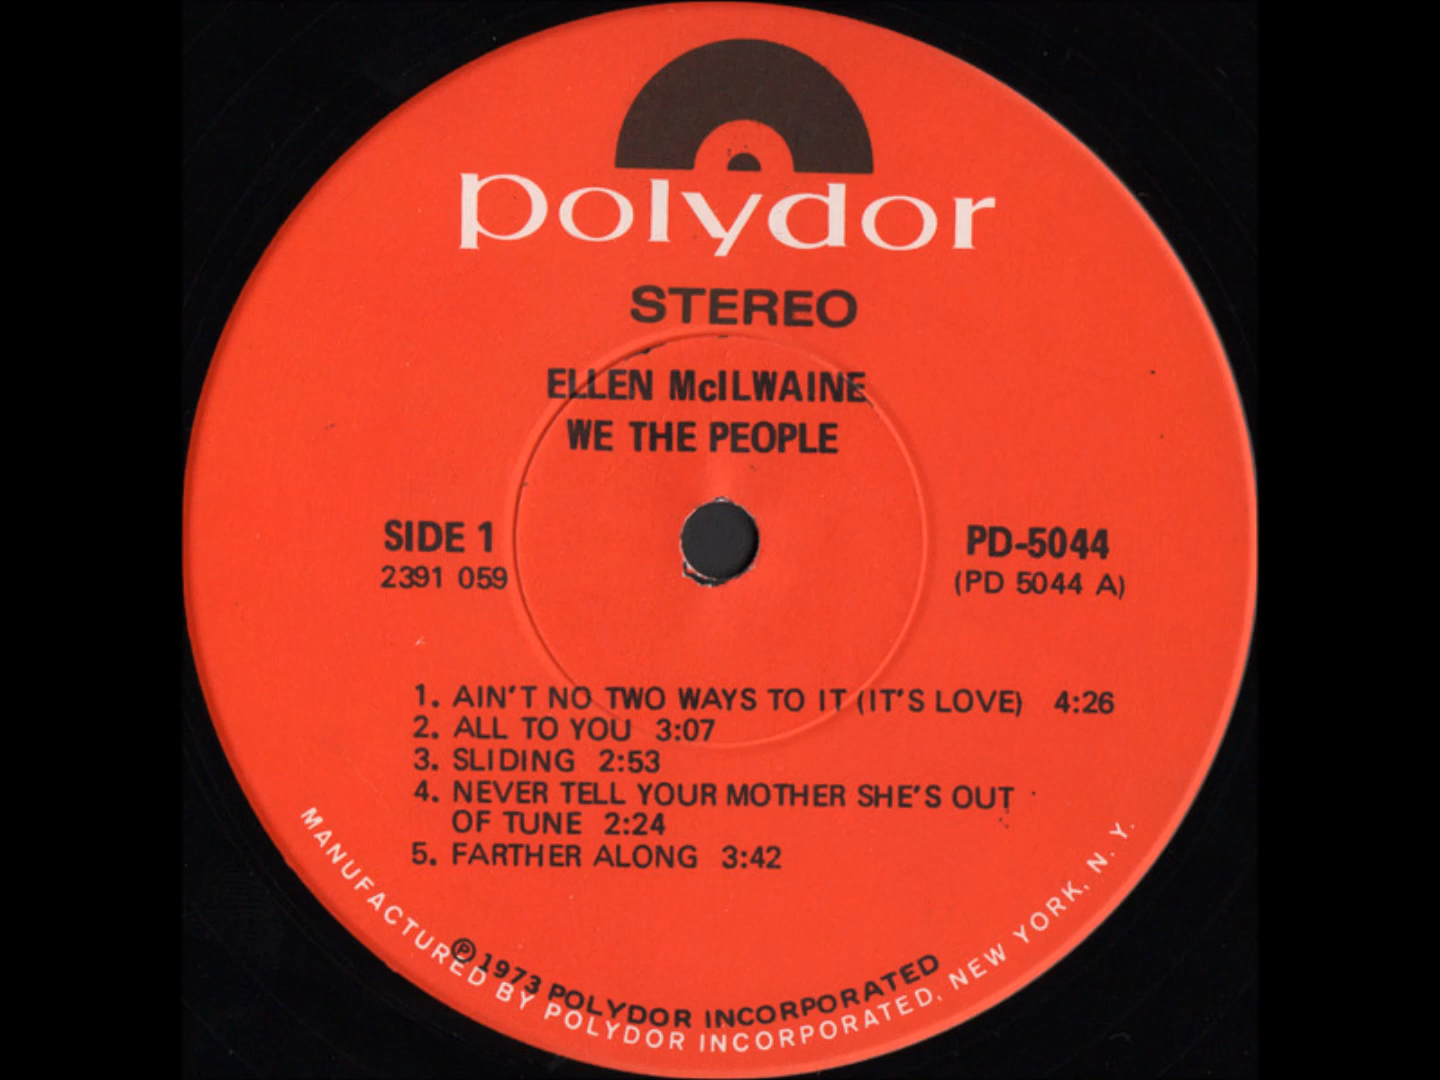 polydor
STEREO
ELLEN McILWAINE
WE THE PEOPLE
SIDE 1
2391 059
PD-5044
(PD 5044 A)
1. AIN'T NO TWO WAYS TO IT (IT'S LOVE) 4:26
2. ALL TO YOU 3:07
3. SLIDING 2:53
4. NEVER TELL YOUR MOTHER SHE'S OUT
OF TUNE 2:24
5. FARTHER ALONG 3:42
℗ 1973 POLYDOR INCORPORATED
MANUFACTURED BY POLYDOR INCORPORATED, NEW YORK, N. Y.